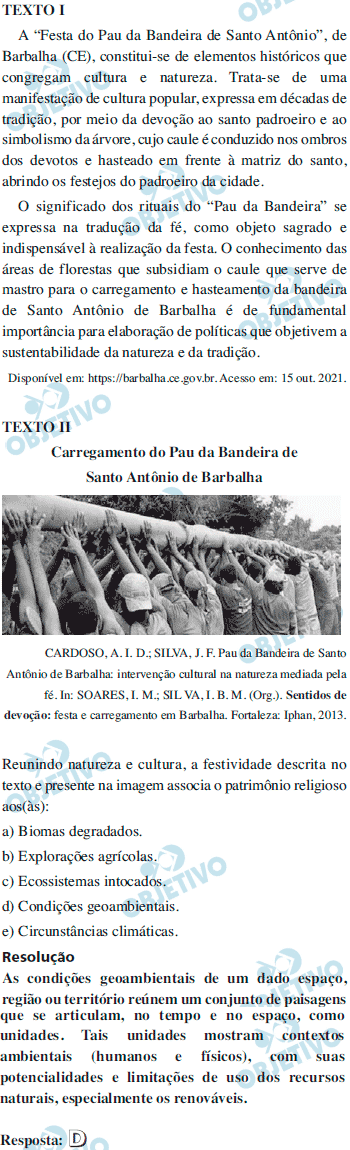 TEXTO I
A “Festa do Pau da Bandeira de Santo Antônio”, de
Barbalha (CE), constitui-se de elementos históricos que
congregam cultura e natureza. Trata-se de uma
manifestação de cultura popular, expressa em décadas de
tradição, por meio da devoção ao santo padroeiro e ao
simbolismo da árvore, cujo caule é conduzido nos ombros
dos devotos e hasteado em frente à matriz do santo,
abrindo os festejos do padroeiro da cidade.
O significado dos rituais do “Pau da Bandeira” se
expressa na tradução da fé, como objeto sagrado e
indispensável à realização da festa. O conhecimento das
áreas de florestas que subsidiam o caule que serve de
mastro para o carregamento e hasteamento da bandeira
de Santo Antônio de Barbalha é de fundamental
importância para elaboração de políticas que objetivem a
sustentabilidade da natureza e da tradição.
Disponível em: https://barbalha.ce.gov.br. Acesso em: 15 out. 2021.
TEXTO II
Carregamento do Pau da Bandeira de
Santo Antônio de Barbalha
CARDOSO, A. I. D.; SILVA, J. F. Pau da Bandeira de Santo
Antônio de Barbalha: intervenção cultural na natureza mediada pela
fé. In: SOARES, I. M.; SIL VA, I. B. M. (Org.). Sentidos de
devoção: festa e carregamento em Barbalha. Fortaleza: Iphan, 2013.
Reunindo natureza e cultura, a festividade descrita no
texto e presente na imagem associa o patrimônio religioso
aos(às):
a) Biomas degradados.
b) Explorações agrícolas.
c) Ecossistemas intocados.
d) Condições geoambientais.
e) Circunstâncias climáticas.
Resolução
As condições geoambientais de um dado espaço,
região ou território reúnem um conjunto de paisagens
que se articulam, no tempo e no espaço, como
unidades. Tais unidades mostram contextos
ambientais (humanos e físicos), com suas
potencialidades e limitações de uso dos recursos
naturais, especialmente os renováveis.
Resposta: D
OBJETIVO